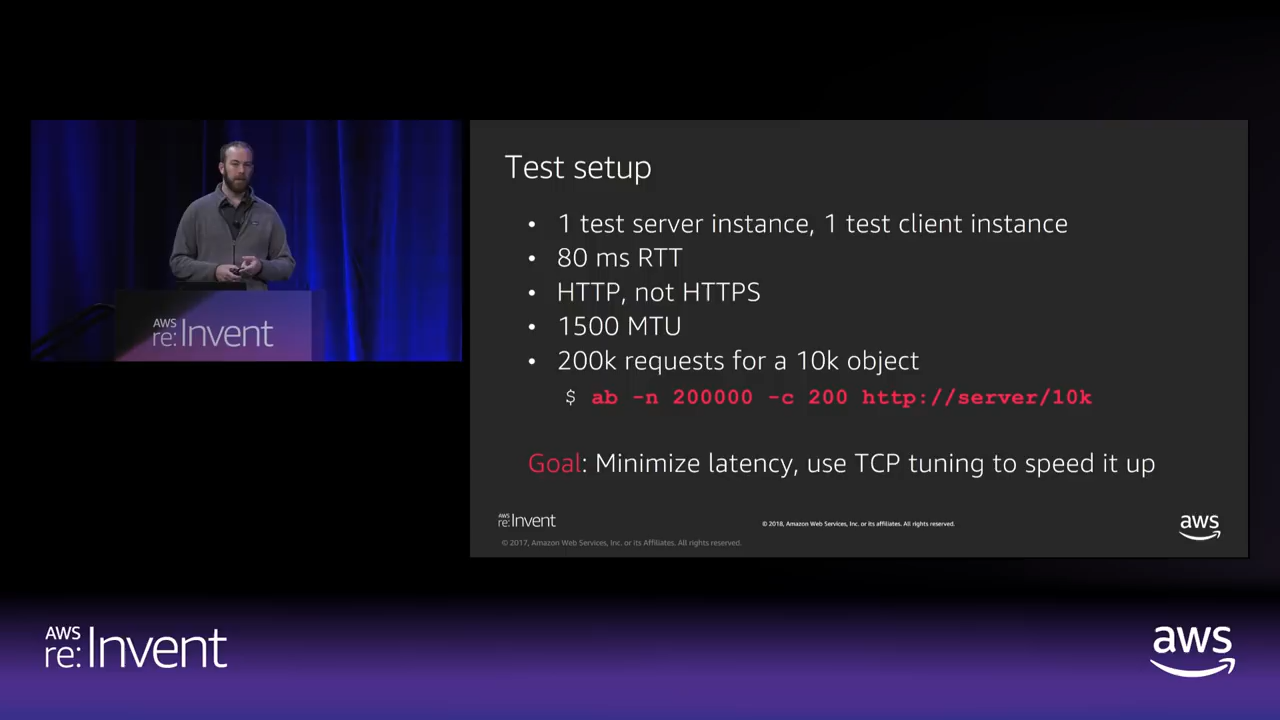 Test setup
• 1 test server instance, 1 test client instance
• 80 ms RTT
• HTTP, not HTTPS
• 1500 MTU
• 200k requests for a 10k object
$ ab -n 200000 -c 200 http://server/10k
Goal: Minimize latency, use TCP tuning to speed it up
AWS
re:Invent
© 2018, Amazon Web Services, Inc. or its affiliates. All rights reserved.
aws
© 2017, Amazon Web Services, Inc. or its Affiliates. All rights reserved.
AWS
re:Invent
AWS
re:Invent
aws